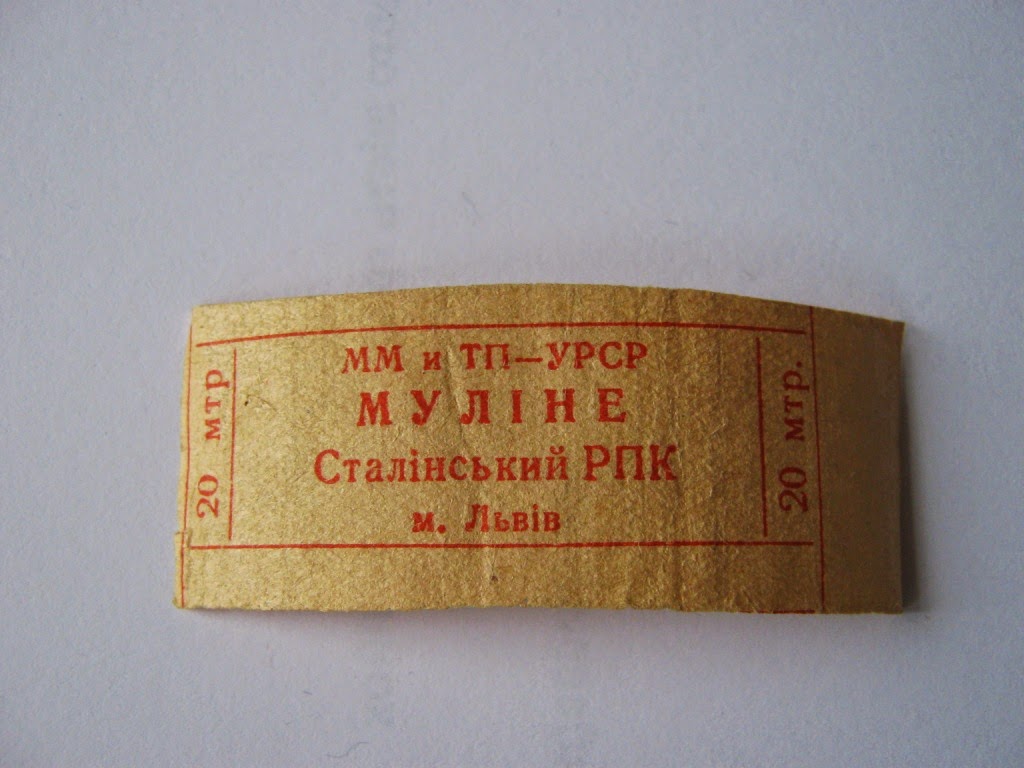 20 мтр
ММ и ТП—УРСР
МУЛІНЕ
Сталінський РПК
м. Львів
20 мтр.